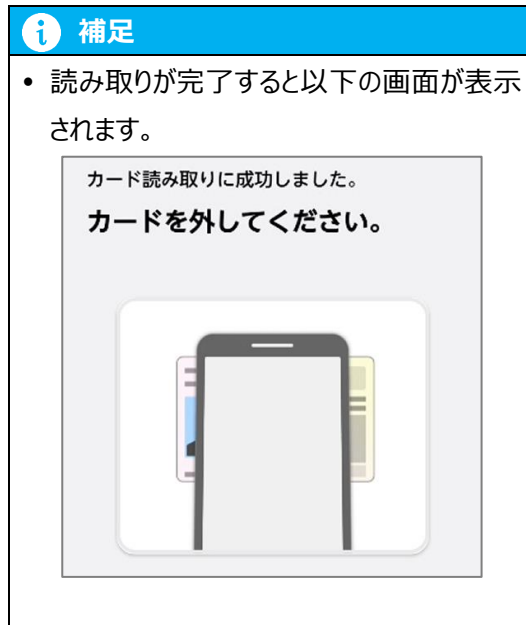 補足
• 読み取りが完了すると以下の画面が表示
されます。
カード読み取りに成功しました。
カードを外してください。